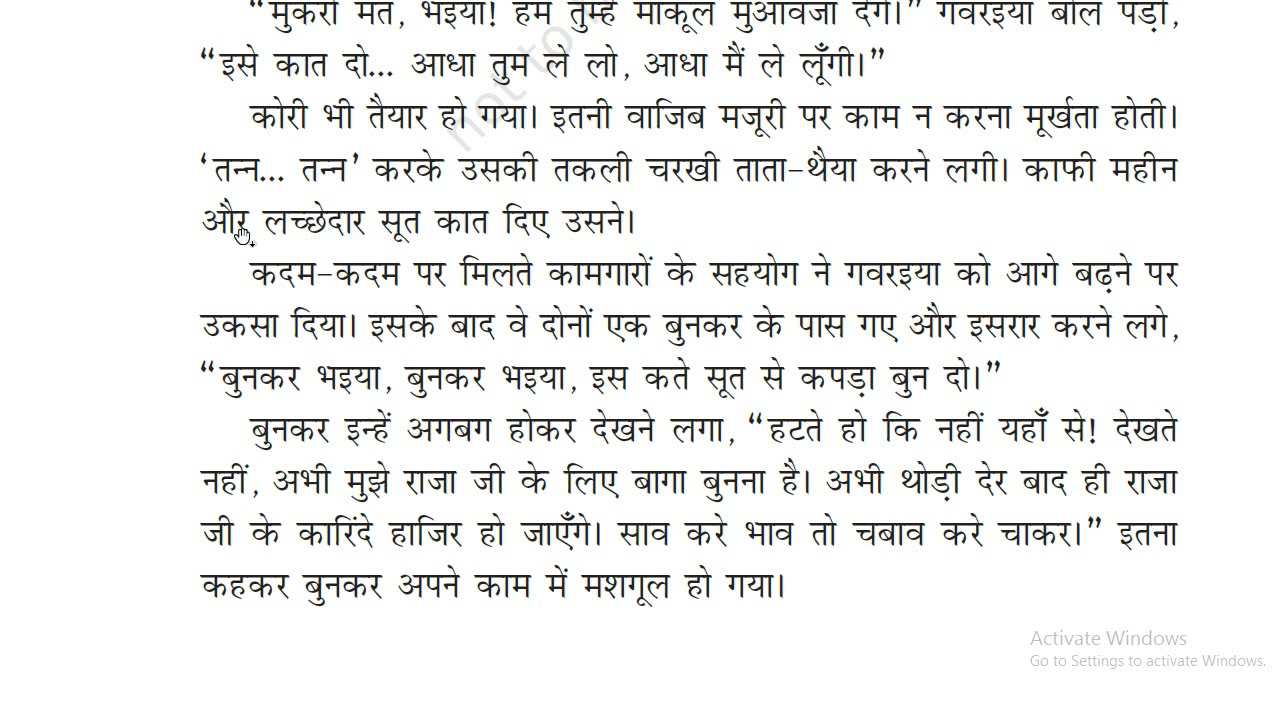 “मुकरो मत, भइया! हम तुम्हें माकूल मुआवजा देंगे।” गवरइया बोल पड़ी,
“इसे कात दो... आधा तुम ले लो, आधा मैं ले लूँगी।”
कोरी भी तैयार हो गया। इतनी वाजिब मजूरी पर काम न करना मूर्खता होती।
‘तन्न... तन्न’ करके उसकी तकली चरखी ताता-थैया करने लगी। काफी महीन
और लच्छेदार सूत कात दिए उसने।
कदम-कदम पर मिलते कामगारों के सहयोग ने गवरइया को आगे बढ़ने पर
उकसा दिया। इसके बाद वे दोनों एक बुनकर के पास गए और इसरार करने लगे,
“बुनकर भइया, बुनकर भइया, इस कते सूत से कपड़ा बुन दो।”
बुनकर इन्हें अगबग होकर देखने लगा, “हटते हो कि नहीं यहाँ से! देखते
नहीं, अभी मुझे राजा जी के लिए बागा बुनना है। अभी थोड़ी देर बाद ही राजा
जी के कारिंदे हाजिर हो जाएँगे। साव करे भाव तो चबाव करे चाकर।” इतना
कहकर बुनकर अपने काम में मशगूल हो गया।
not to
Activate Windows
Go to Settings to activate Windows.